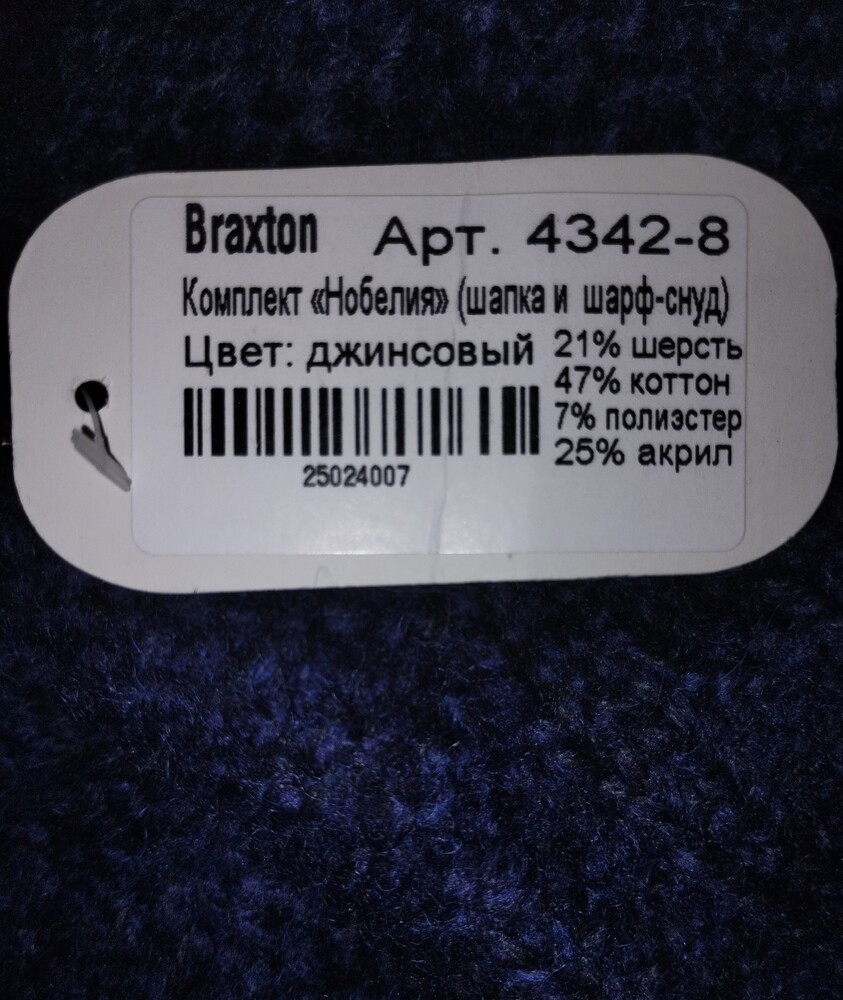 Braxton Арт. 4342-8
Комплект «Нобелия» (шапка и шарф-снуд)
Цвет: джинсовый
21% шерсть
47% коттон
7% полиэстер
25% акрил
25024007